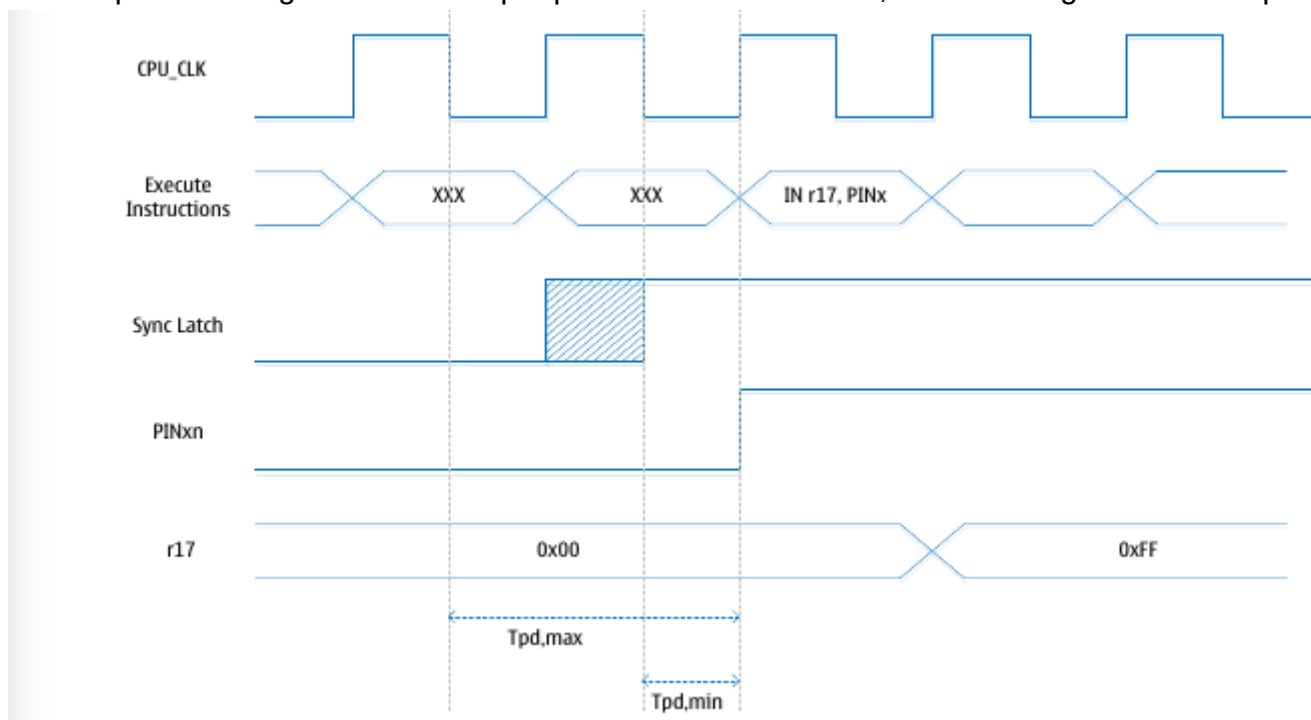 CPU_CLK
Execute
Instructions
XXX
XXX
IN r17, PINx
Sync Latch
PINxn
r17
0x00
0xFF
Tpd,max
Tpd,min